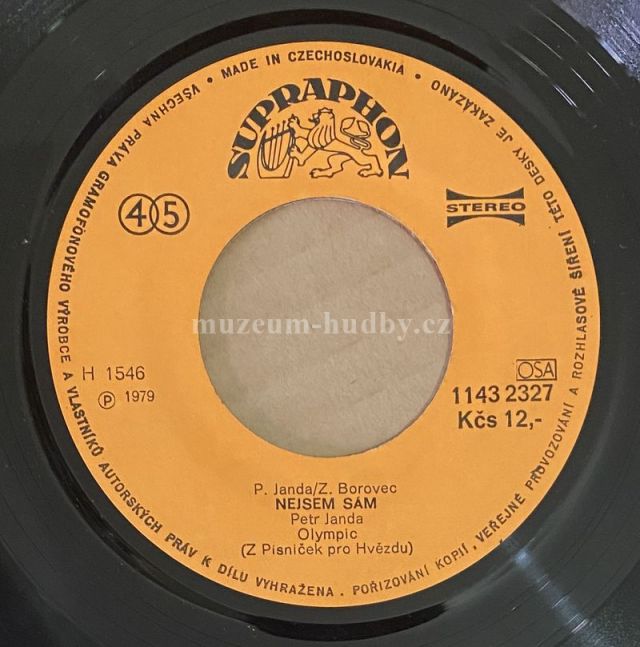 VŠECHNA PRÁVA GRAMOFONOVÉHO VÝROBCE A VLASTNÍKŮ AUTORSKÝCH PRÁV K DÍLU VYHRAŽENA . POŘIZOVÁNÍ KOPIÍ, VEŘEJNÉ PROVOZOVÁNÍ A ROZHLASOVÉ ŠÍŘENÍ TÉTO DESKY JE ZAKÁZÁNO
• MADE IN CZECHOSLOVAKIA •
SUPRAPHON
45
STEREO
muzeum-hudby.cz
H 1546
Ⓟ 1979
OSA
1143 2327
Kčs 12,-
P. Janda/Z. Borovec
NEJSEM SÁM
Petr Janda
Olympic
(Z Písniček pro Hvězdu)